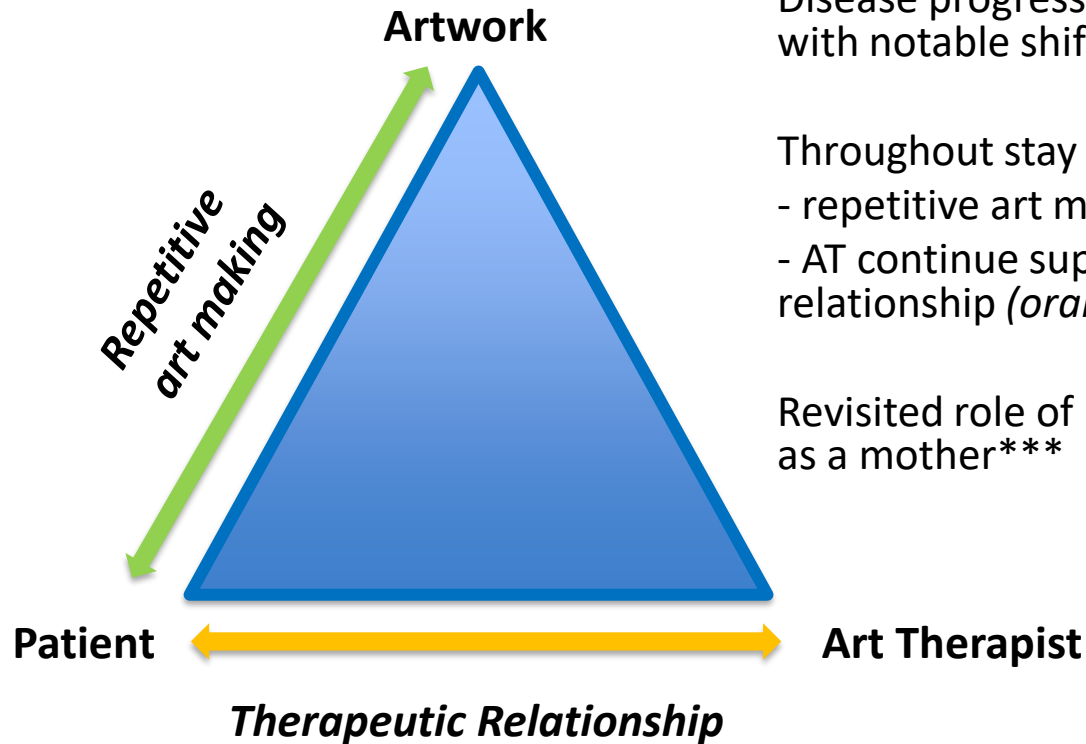 Artwork
Repetitive
art making
Patient
Art Therapist
Therapeutic Relationship
Disease progress
with notable shif
Throughout stay
- repetitive art m
- AT continue sup
relationship (ora
Revisited role of
as a mother***